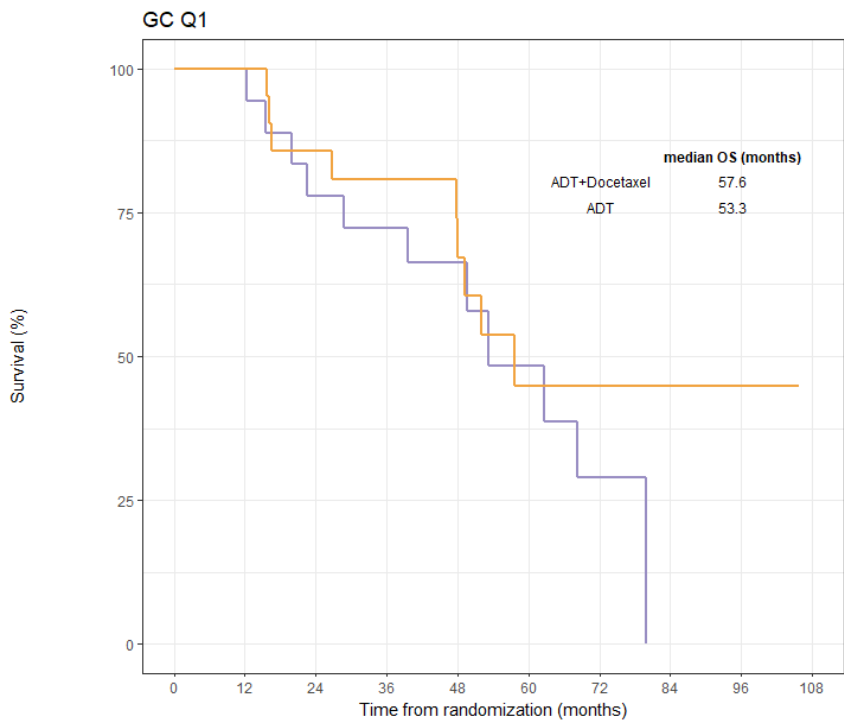 GC Q1
100
75
50
25
0
Survival (%)
median OS (months)
ADT+Docetaxel 57.6
ADT 53.3
0 12 24 36 48 60 72 84 96 108
Time from randomization (months)